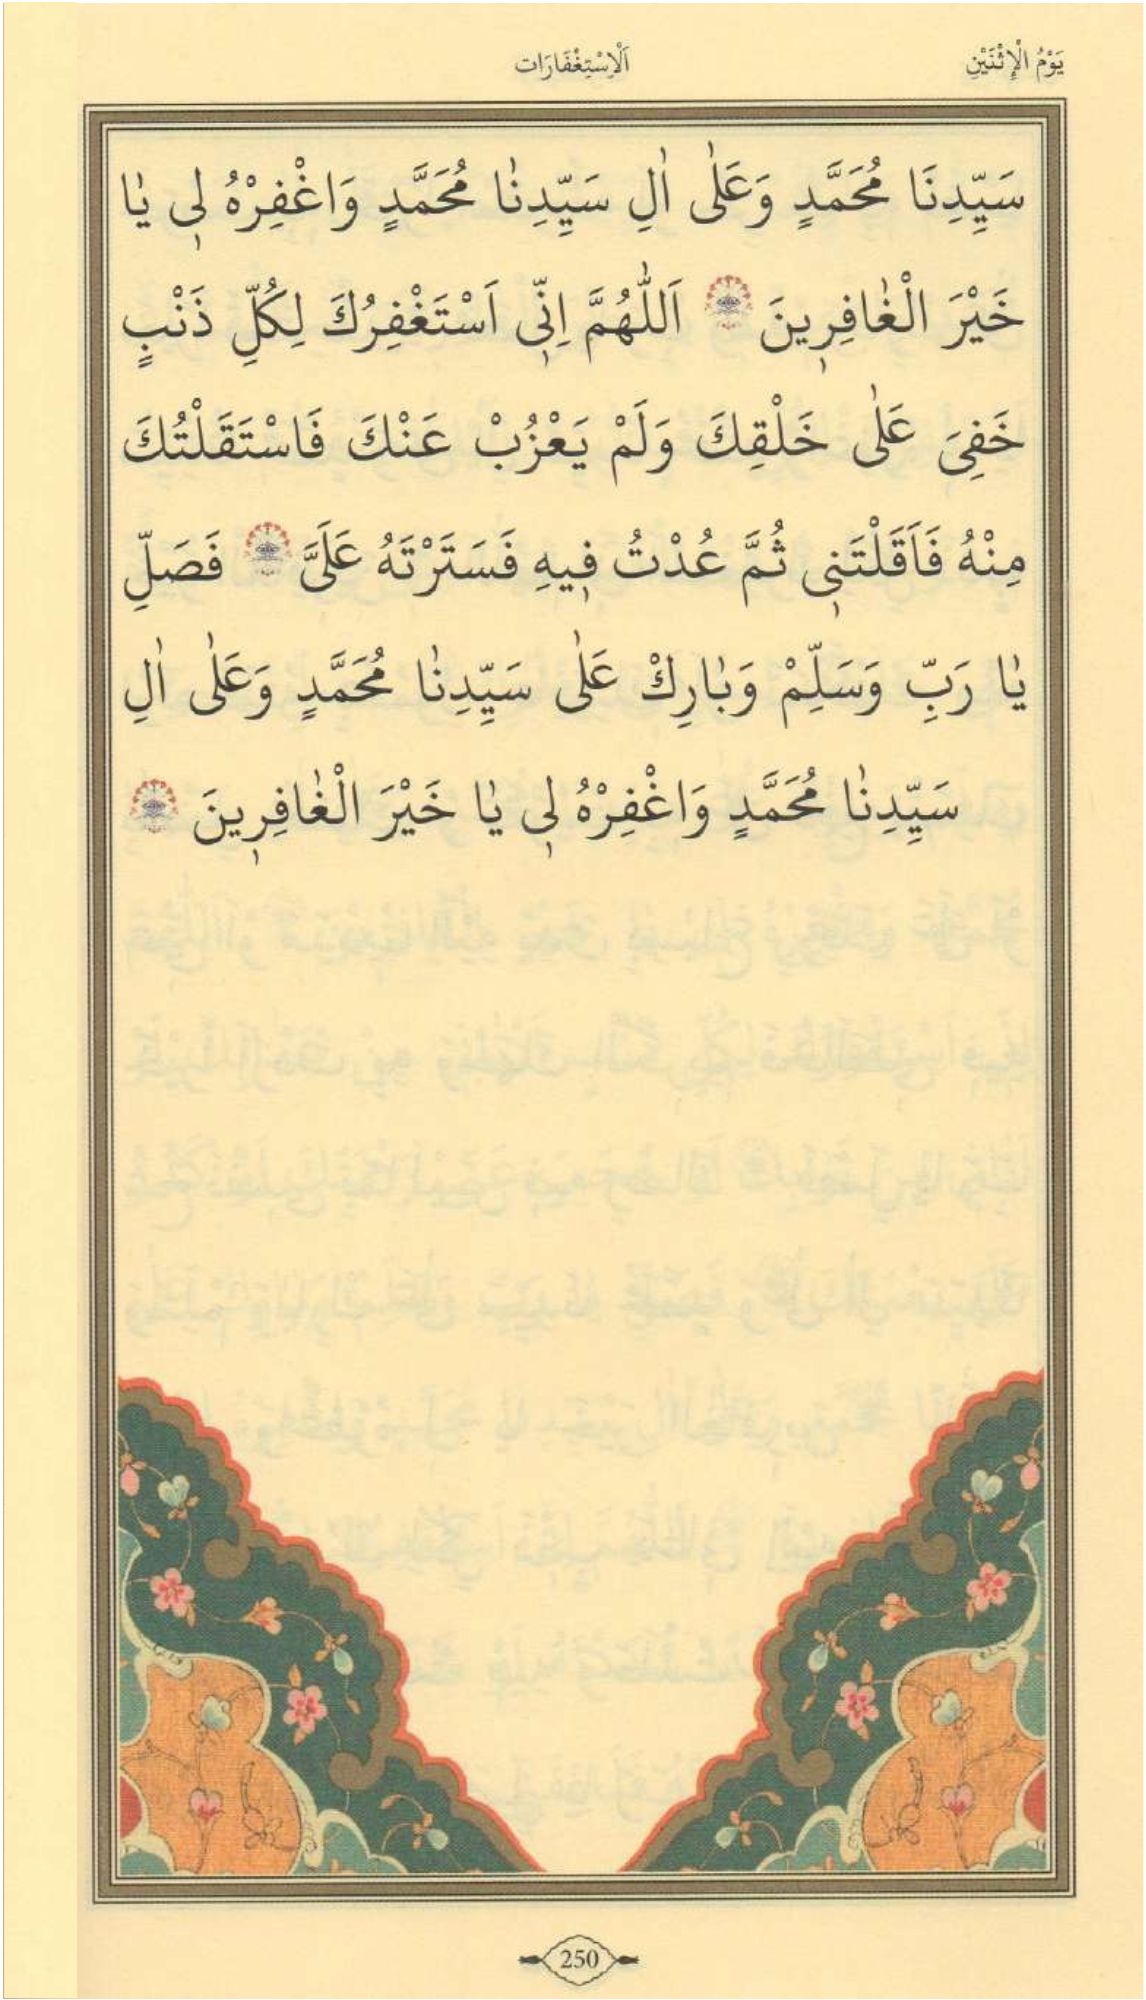 يَوْمُ الْإِثْنَيْنِ
اَلْاِسْتِغْفَارَات
سَيِّدِنَا مُحَمَّدٍ وَعَلٰى اٰلِ سَيِّدِنٰا مُحَمَّدٍ وَاغْفِرْهُ لٖى يٰا
خَيْرَ الْغٰافِرٖينَ اَللّٰهُمَّ اِنّٖى اَسْتَغْفِرُكَ لِكُلِّ ذَنْبٍ
خَفِىَ عَلٰى خَلْقِكَ وَلَمْ يَعْزُبْ عَنْكَ فَاسْتَقَلْتُكَ
مِنْهُ فَاَقَلْتَنٖى ثُمَّ عُدْتُ فٖيهِ فَسَتَرْتَهُ عَلَىَّ فَصَلِّ
يٰا رَبِّ وَسَلِّمْ وَبٰارِكْ عَلٰى سَيِّدِنٰا مُحَمَّدٍ وَعَلٰى اٰلِ
سَيِّدِنٰا مُحَمَّدٍ وَاغْفِرْهُ لٖى يٰا خَيْرَ الْغٰافِرٖينَ
250